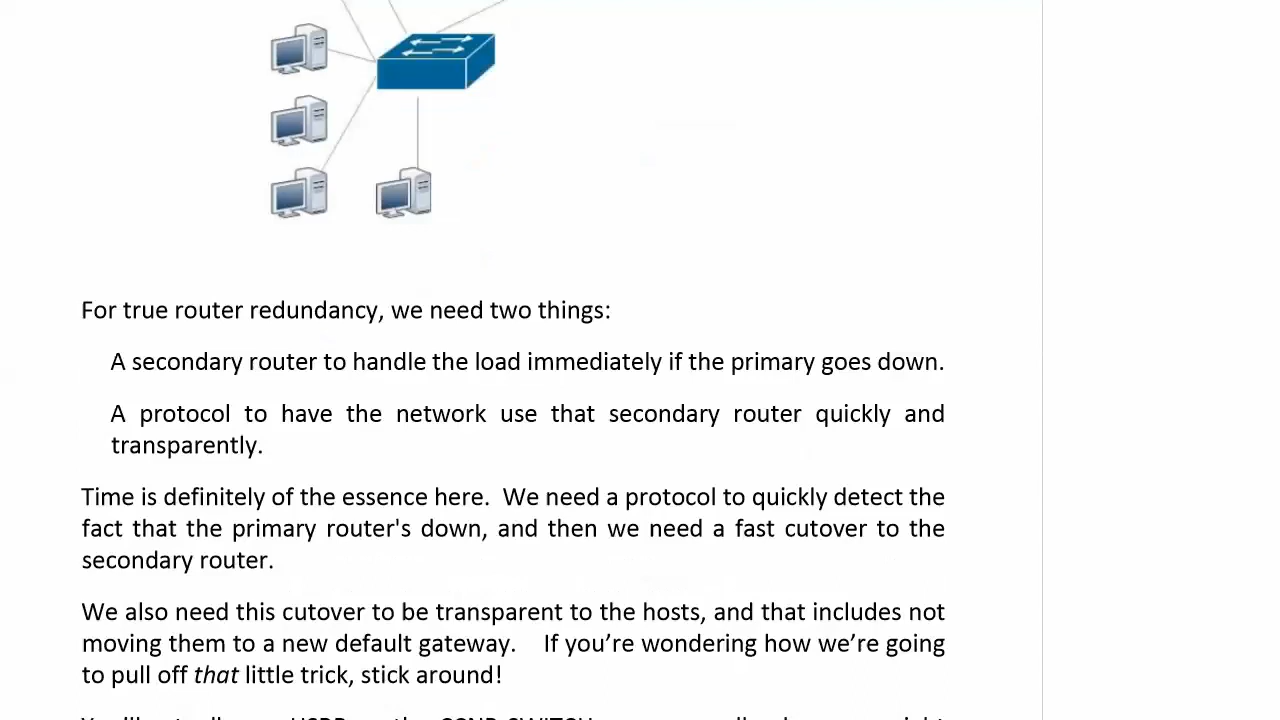 For true router redundancy, we need two things:
A secondary router to handle the load immediately if the primary goes down.
A protocol to have the network use that secondary router quickly and
transparently.
Time is definitely of the essence here. We need a protocol to quickly detect the
fact that the primary router's down, and then we need a fast cutover to the
secondary router.
We also need this cutover to be transparent to the hosts, and that includes not
moving them to a new default gateway. If you’re wondering how we’re going
to pull off that little trick, stick around!